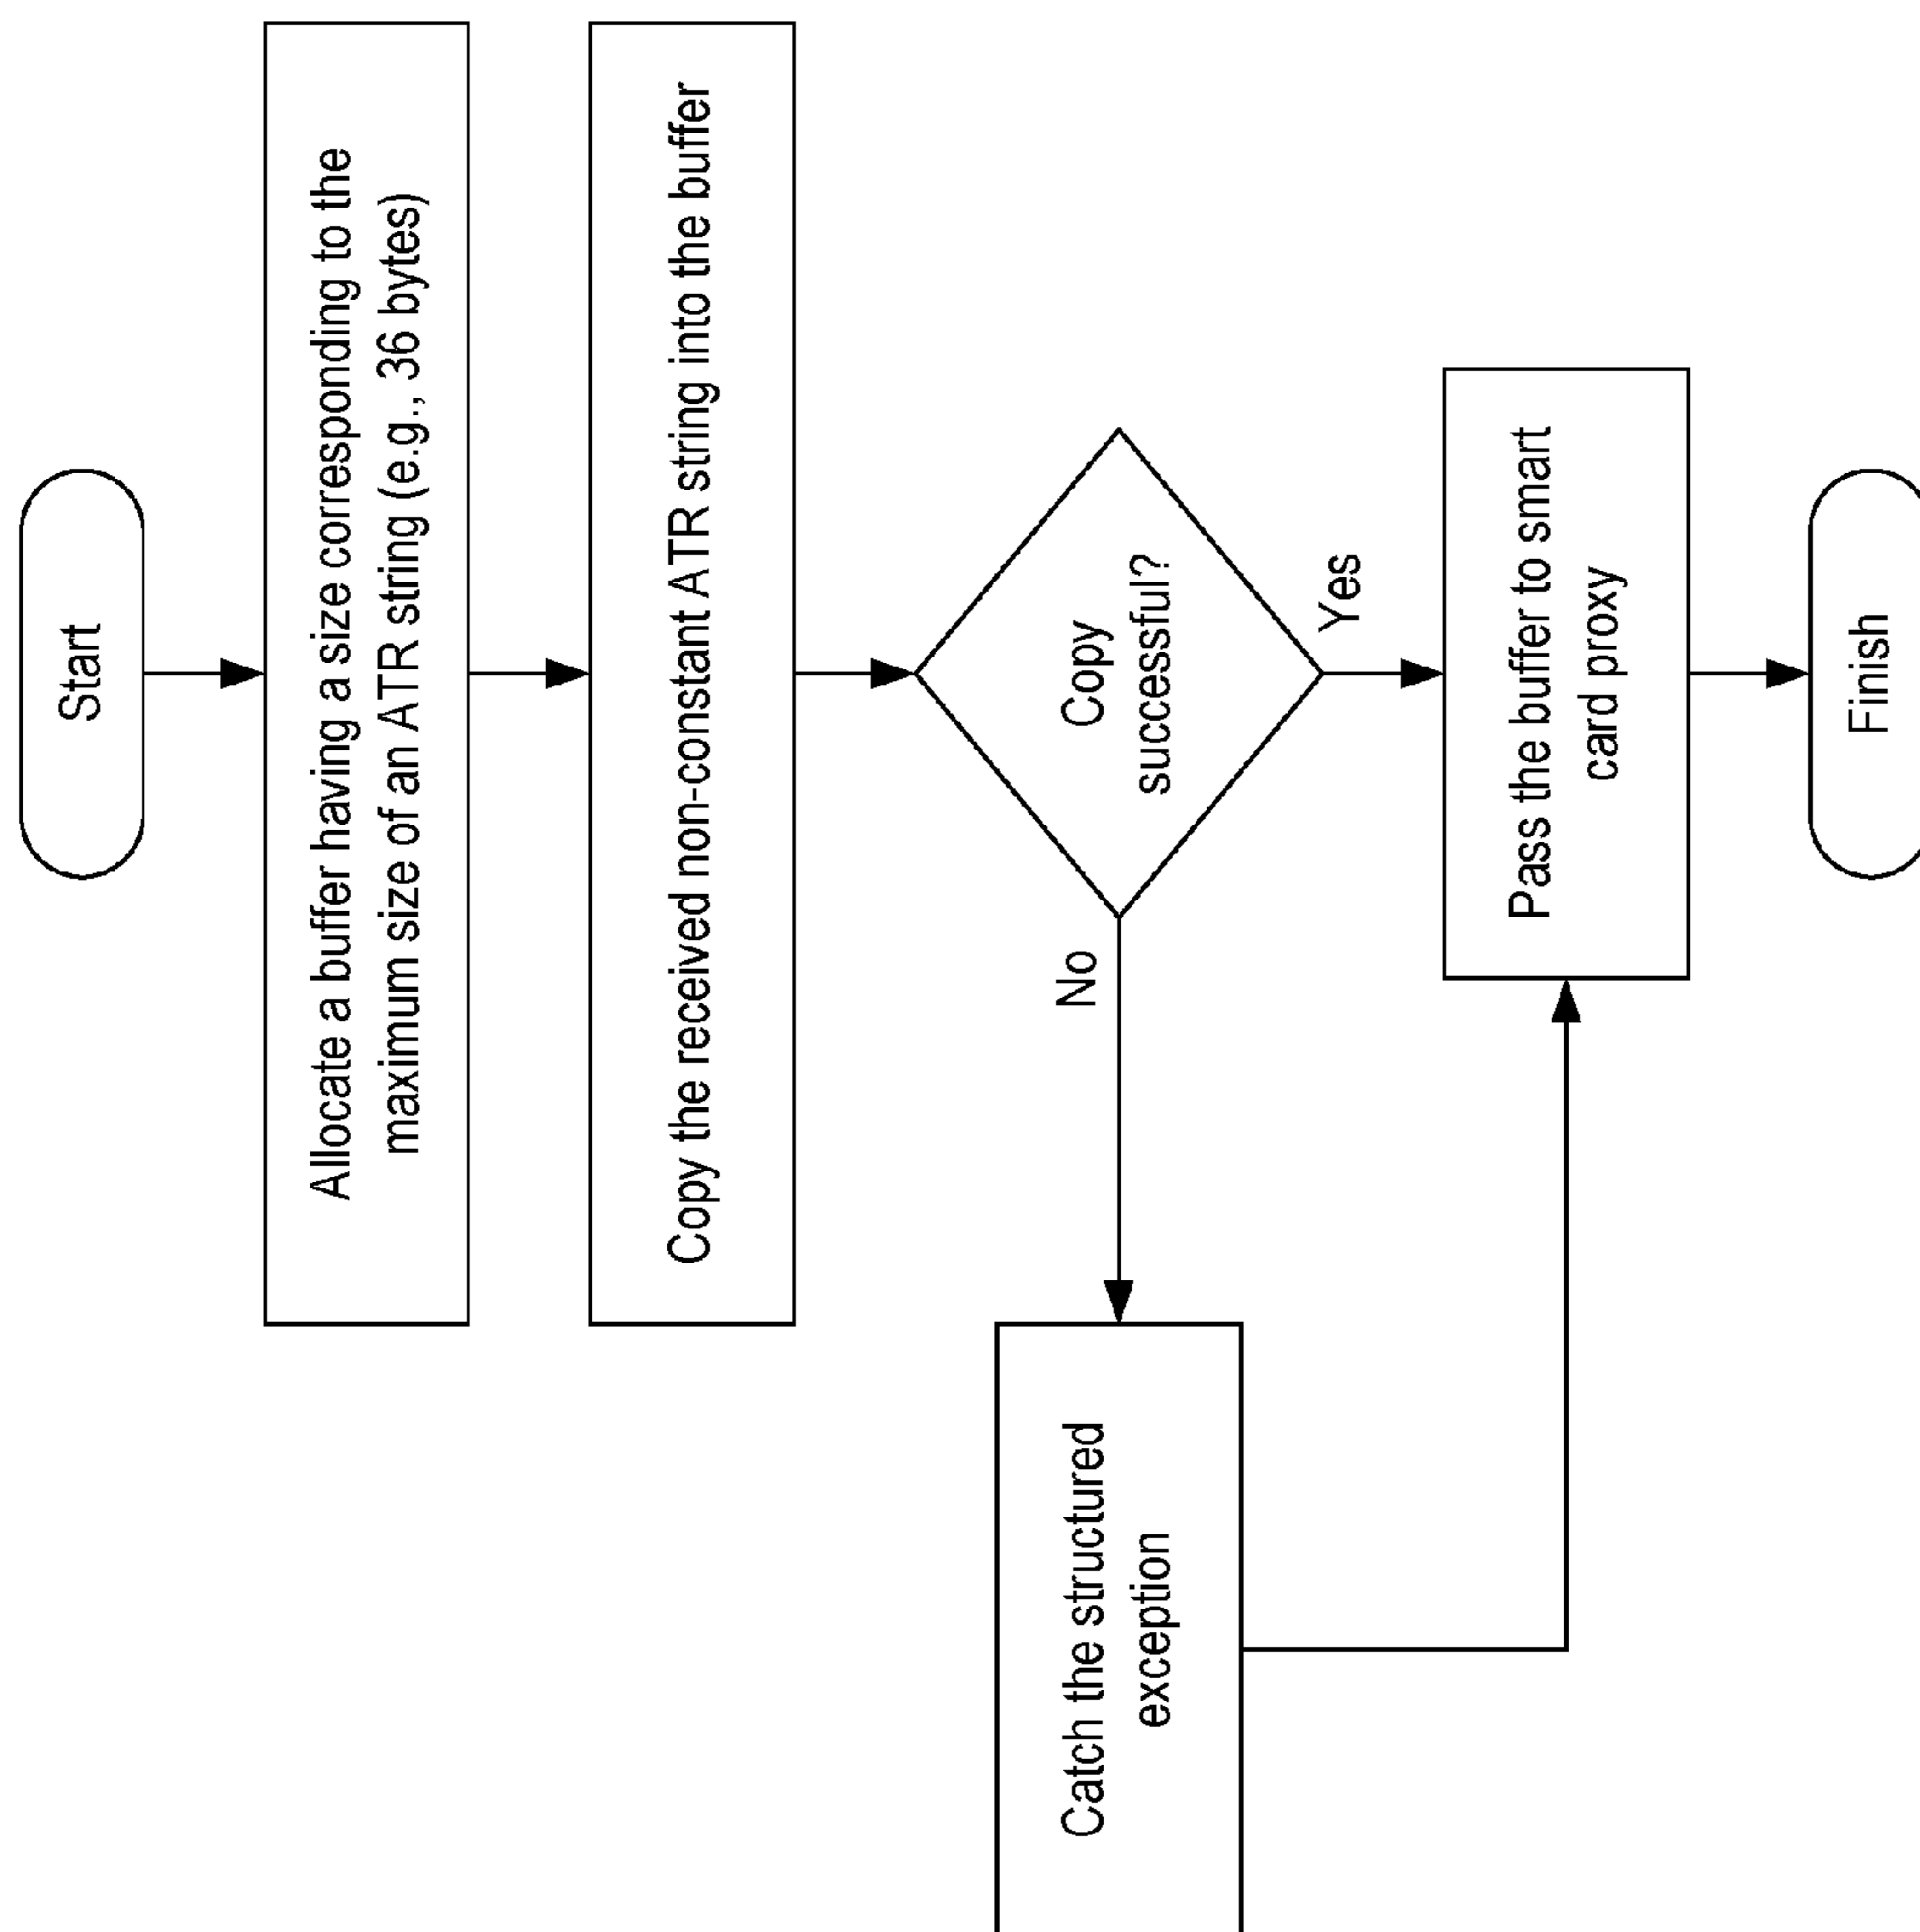 Start
Allocate a buffer having a size corresponding to the
maximum size of an ATR string (e.g., 36 bytes)
Copy the received non-constant ATR string into the buffer
Copy
successful?
No
Yes
Catch the structured
exception
Pass the buffer to smart
card proxy
Finish